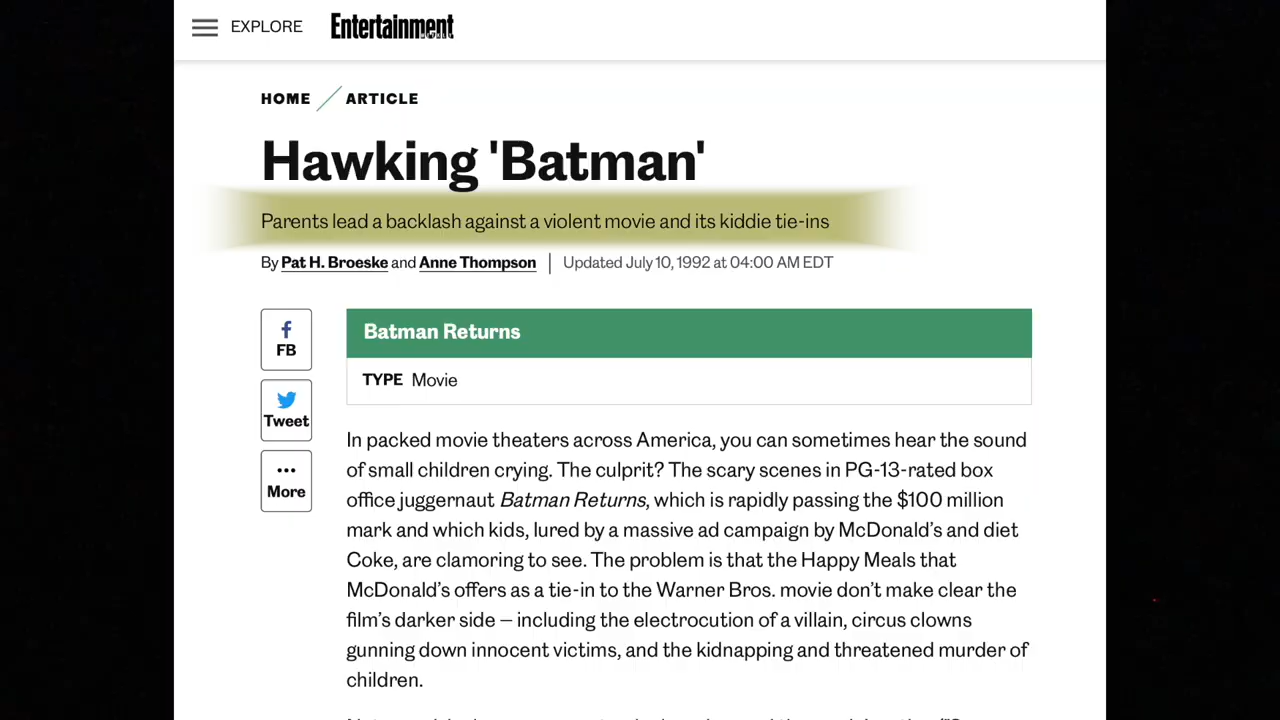 EXPLORE
Entertainment
HOME ARTICLE
Hawking 'Batman'
Parents lead a backlash against a violent movie and its kiddie tie-ins
By Pat H. Broeske and Anne Thompson | Updated July 10, 1992 at 04:00 AM EDT
FB
Tweet
More
Batman Returns
TYPE Movie
In packed movie theaters across America, you can sometimes hear the sound
of small children crying. The culprit? The scary scenes in PG-13-rated box
office juggernaut Batman Returns, which is rapidly passing the $100 million
mark and which kids, lured by a massive ad campaign by McDonald's and diet
Coke, are clamoring to see. The problem is that the Happy Meals that
McDonald's offers as a tie-in to the Warner Bros. movie don't make clear the
film's darker side — including the electrocution of a villain, circus clowns
gunning down innocent victims, and the kidnapping and threatened murder of
children.